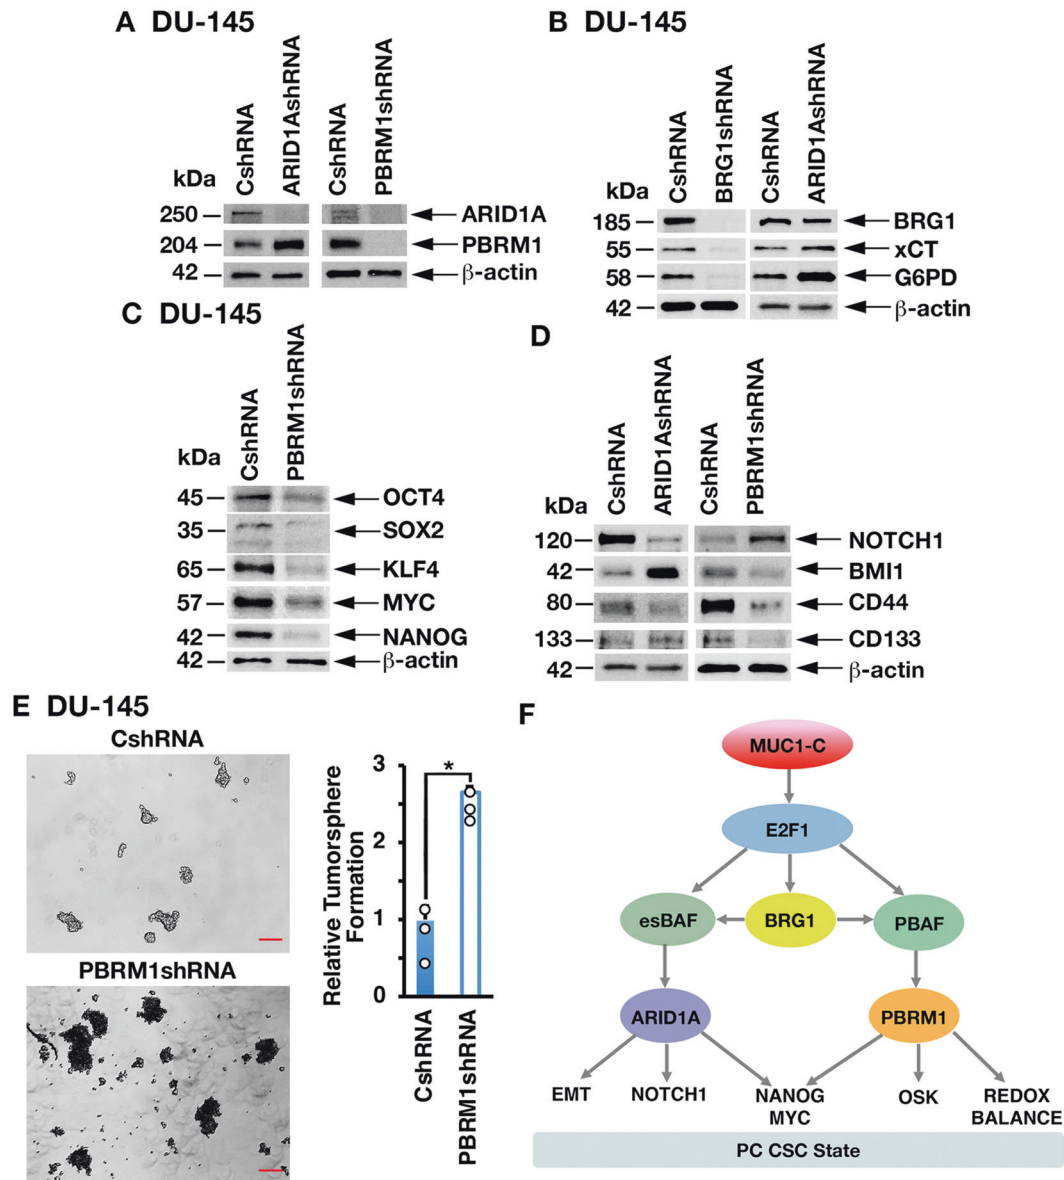 A DU-145
kDa
CshRNA
ARID1AshRNA
CshRNA
PBRM1shRNA
250
ARID1A
204
PBRM1
42
β-actin
B DU-145
kDa
CshRNA
BRG1shRNA
CshRNA
ARID1AshRNA
185
BRG1
55
xCT
58
G6PD
42
β-actin
C DU-145
kDa
CshRNA
PBRM1shRNA
45
OCT4
35
SOX2
65
KLF4
57
MYC
42
NANOG
42
β-actin
D
kDa
CshRNA
ARID1AshRNA
CshRNA
PBRM1shRNA
120
NOTCH1
42
BMI1
80
CD44
133
CD133
42
β-actin
E DU-145
CshRNA
PBRM1shRNA
Relative Tumorsphere
Formation
3
2
1
0
*
CshRNA
PBRM1shRNA
F
MUC1-C
E2F1
esBAF
BRG1
PBAF
ARID1A
PBRM1
EMT
NOTCH1
NANOG
MYC
OSK
REDOX
BALANCE
PC CSC State